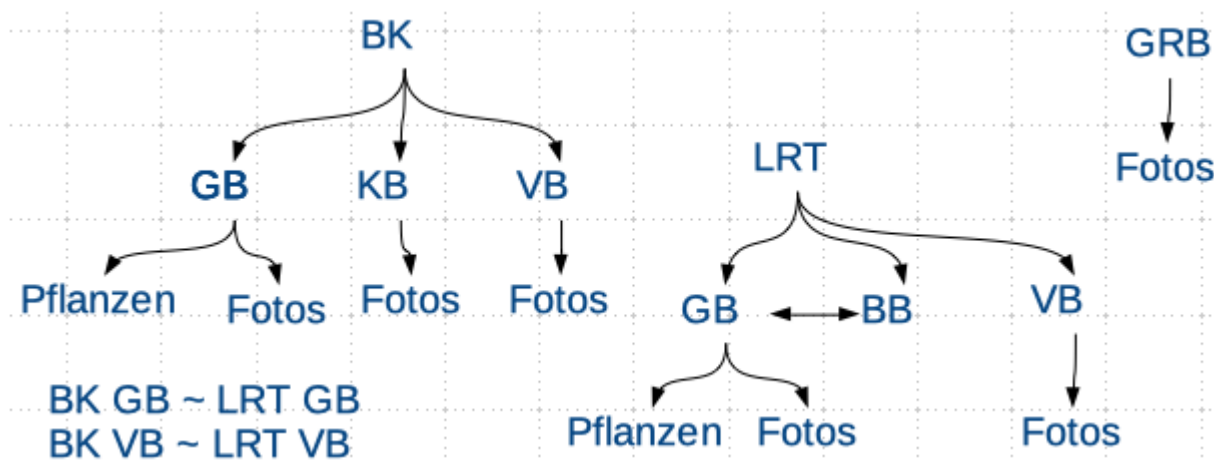 BK
GRB
LRT
Fotos
GB KB VB
Pflanzen Fotos Fotos Fotos
GB BB VB
BK GB ~ LRT GB
BK VB ~ LRT VB
Pflanzen Fotos Fotos